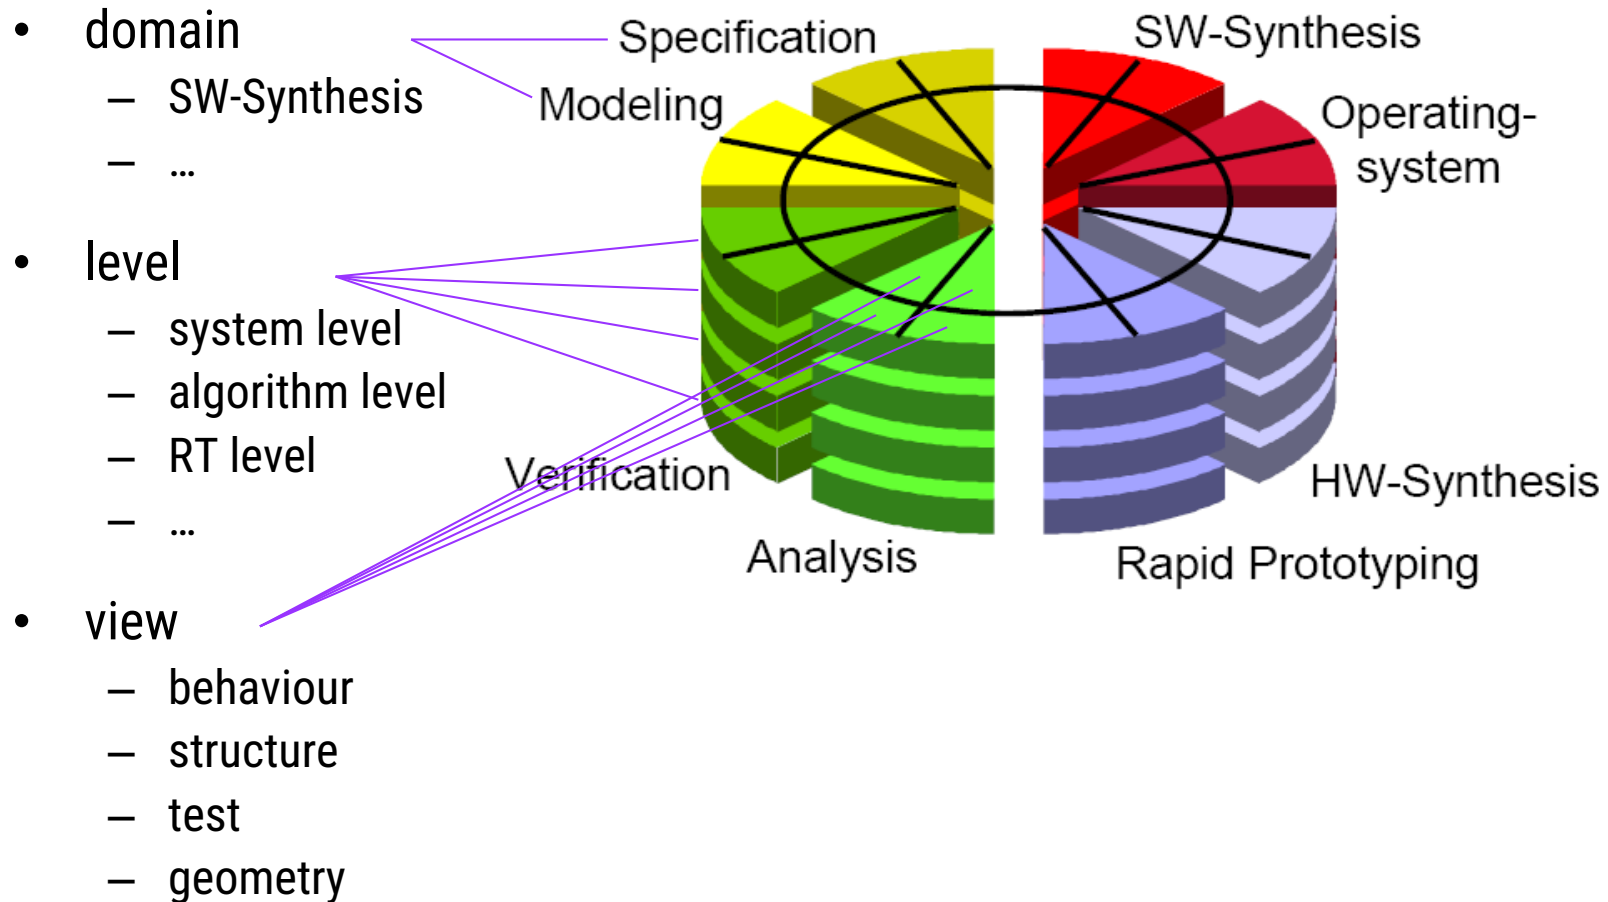 • domain
– SW-Synthesis
– ...
• level
– system level
– algorithm level
– RT level
– ...
• view
– behaviour
– structure
– test
– geometry
Specification
SW-Synthesis
Modeling
Operating-
system
Verification
HW-Synthesis
Analysis
Rapid Prototyping